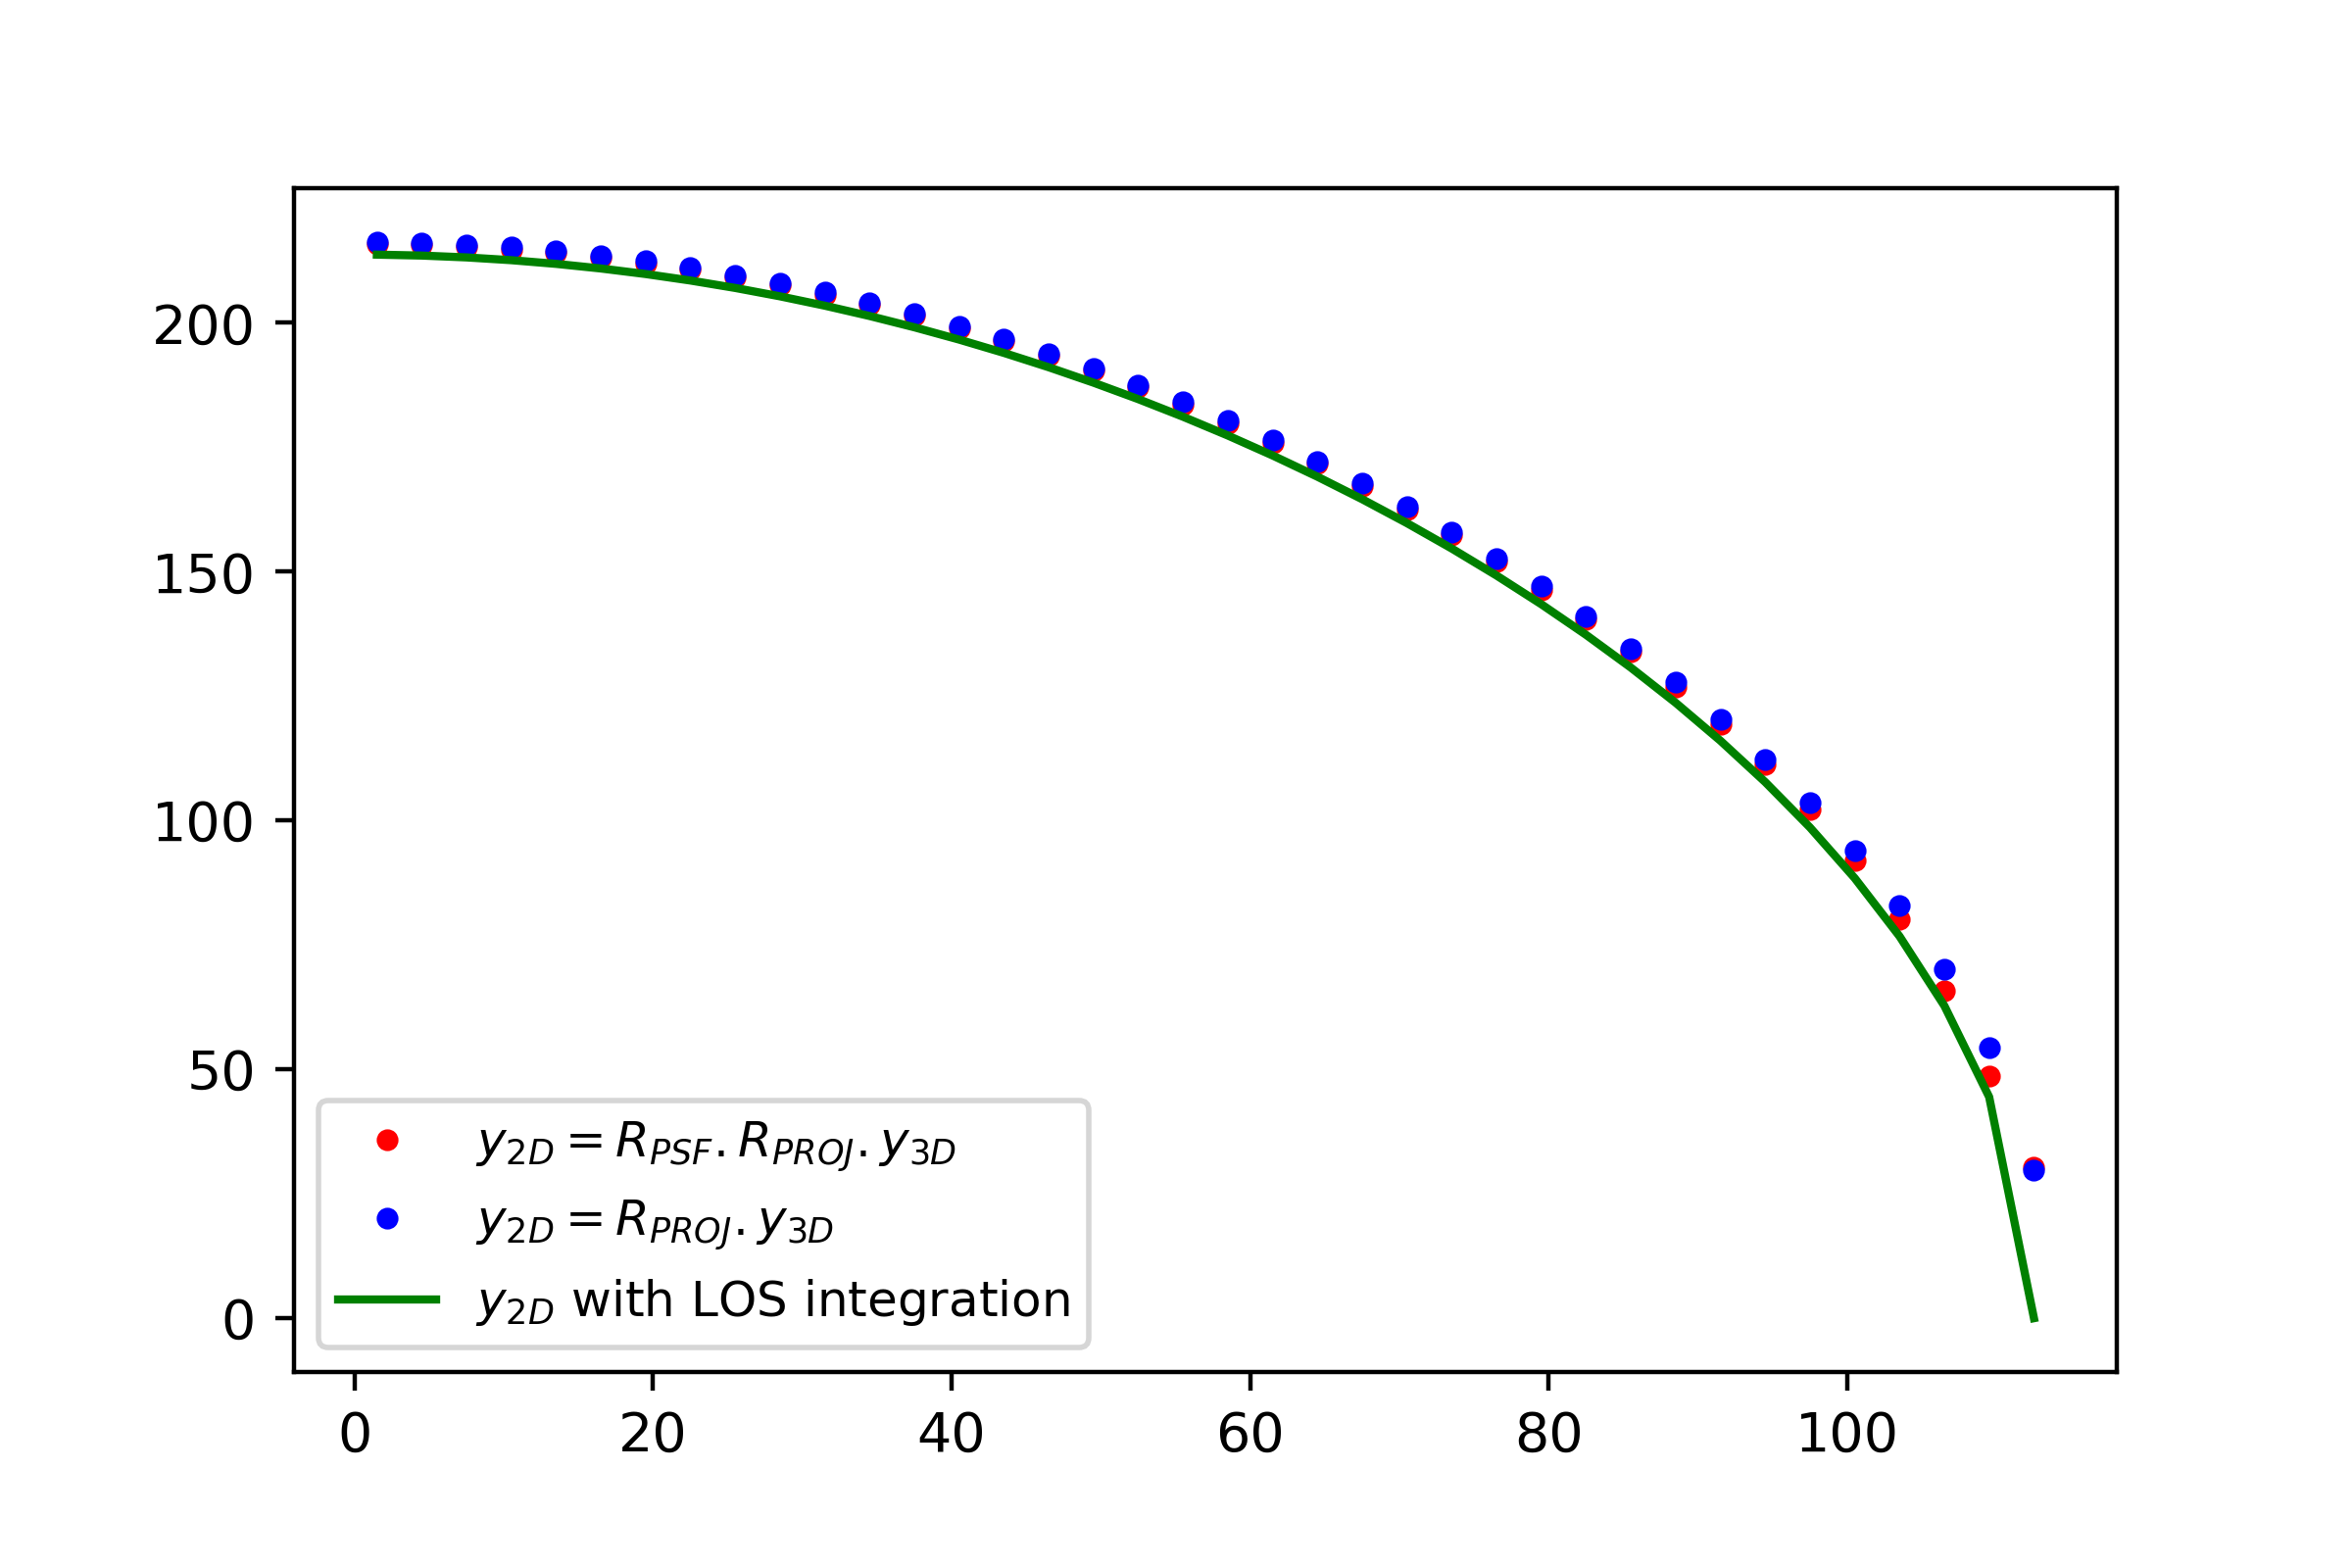 200
150
100
50
0
y2D = RPSF. RPROJ. y3D
y2D = RPROJ. y3D
y2D with LOS integration
0 20 40 60 80 100